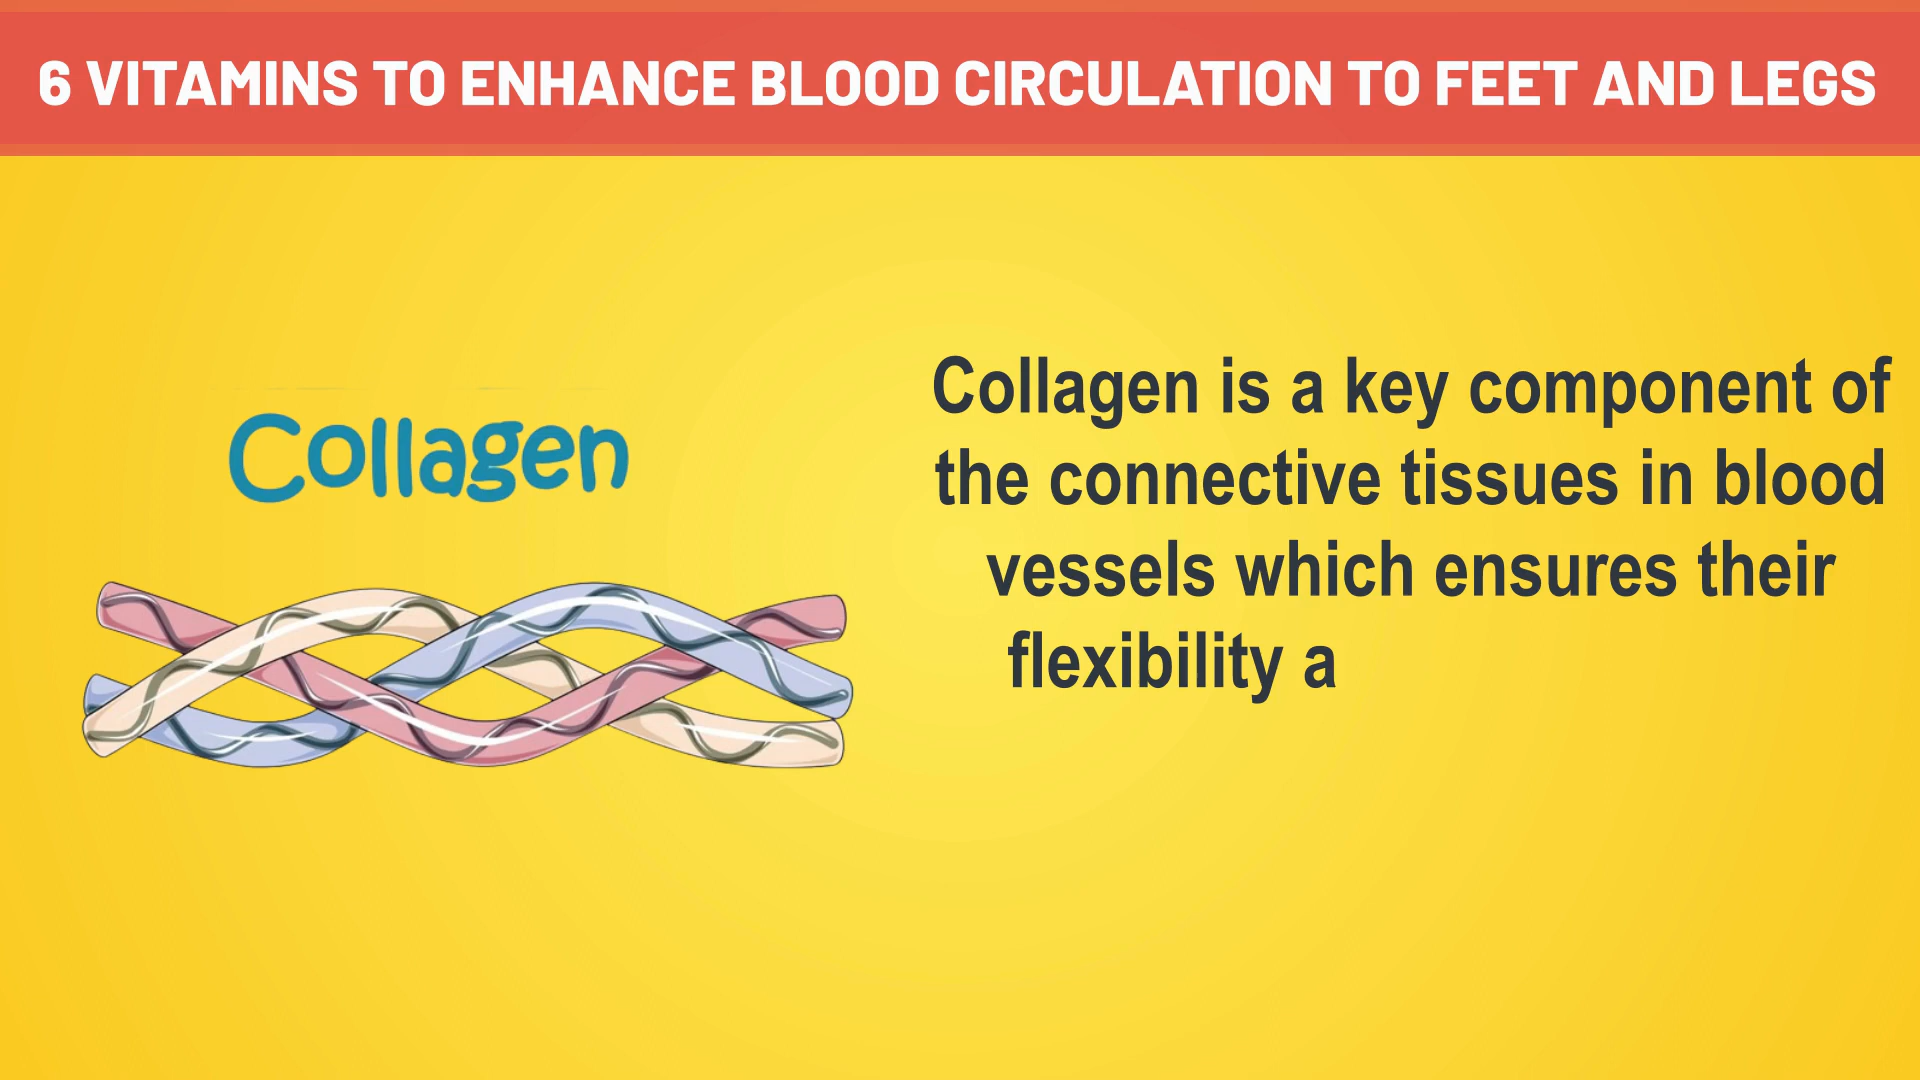 6 VITAMINS TO ENHANCE BLOOD CIRCULATION TO FEET AND LEGS
Collagen
Collagen is a key component of
the connective tissues in blood
vessels which ensures their
flexibility a